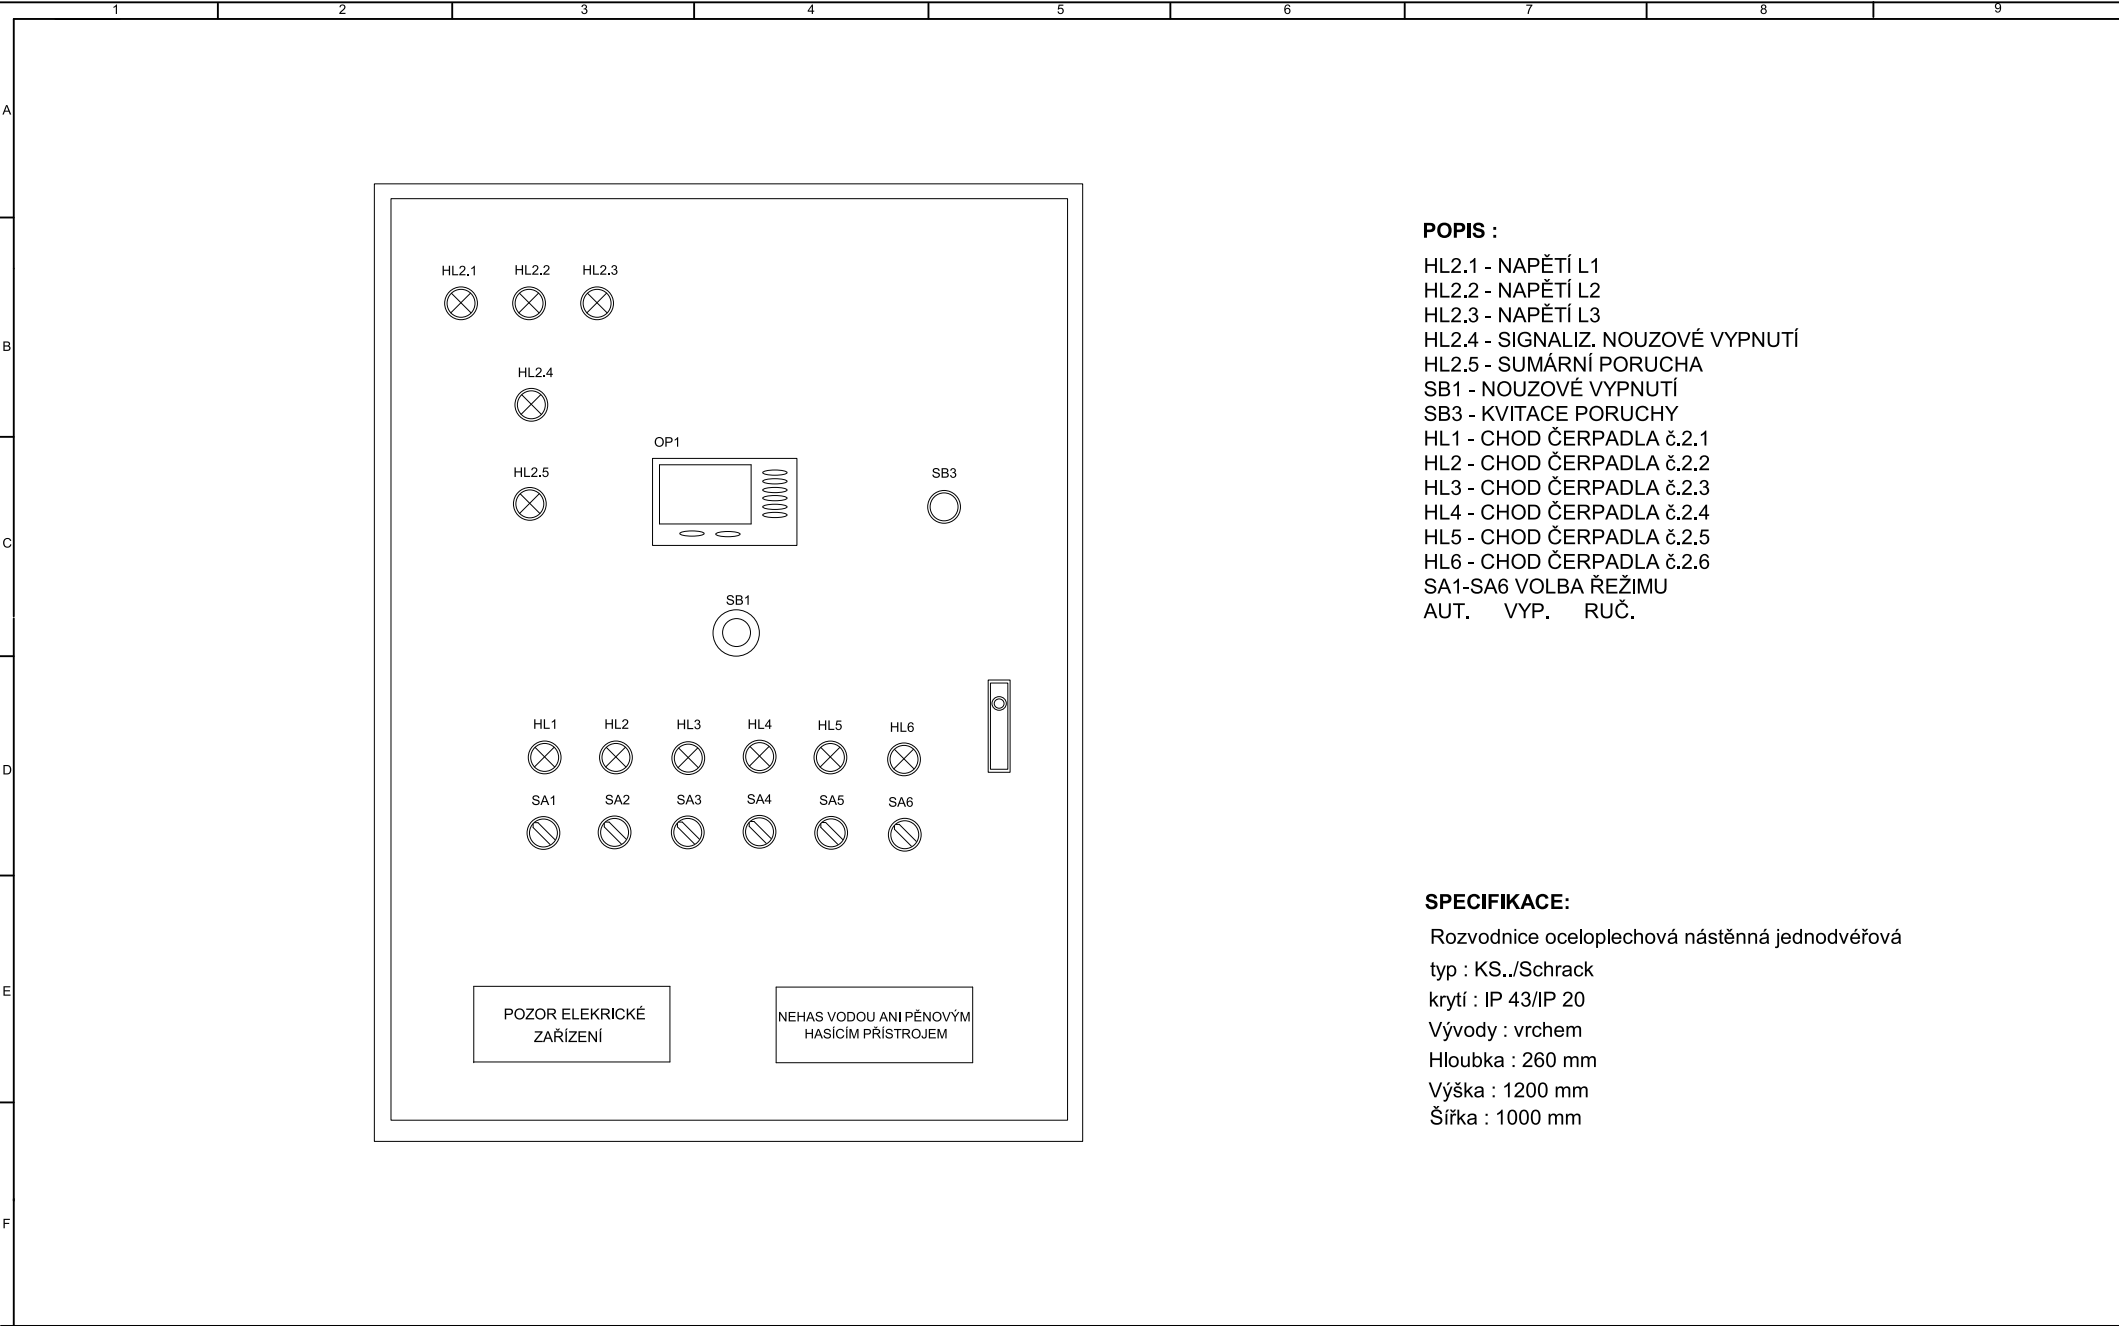 1 2 3 4 5 6 7 8 9
A
B
C
D
E
F
HL2.1 HL2.2 HL2.3
HL2.4
OP1
HL2.5
SB3
SB1
HL1 HL2 HL3 HL4 HL5 HL6
SA1 SA2 SA3 SA4 SA5 SA6
POZOR ELEKRICKÉ
ZAŘÍZENÍ
NEHAS VODOU ANI PĚNOVÝM
HASÍCÍM PŘÍSTROJEM
POPIS :
HL2.1 - NAPĚTÍ L1
HL2.2 - NAPĚTÍ L2
HL2.3 - NAPĚTÍ L3
HL2.4 - SIGNALIZ. NOUZOVÉ VYPNUTÍ
HL2.5 - SUMÁRNÍ PORUCHA
SB1 - NOUZOVÉ VYPNUTÍ
SB3 - KVITACE PORUCHY
HL1 - CHOD ČERPADLA č.2.1
HL2 - CHOD ČERPADLA č.2.2
HL3 - CHOD ČERPADLA č.2.3
HL4 - CHOD ČERPADLA č.2.4
HL5 - CHOD ČERPADLA č.2.5
HL6 - CHOD ČERPADLA č.2.6
SA1-SA6 VOLBA ŘEŽIMU
AUT. VYP. RUČ.
SPECIFIKACE:
Rozvodnice oceloplechová nástěnná jednodvéřová
typ : KS../Schrack
krytí : IP 43/IP 20
Vývody : vrchem
Hloubka : 260 mm
Výška : 1200 mm
Šířka : 1000 mm